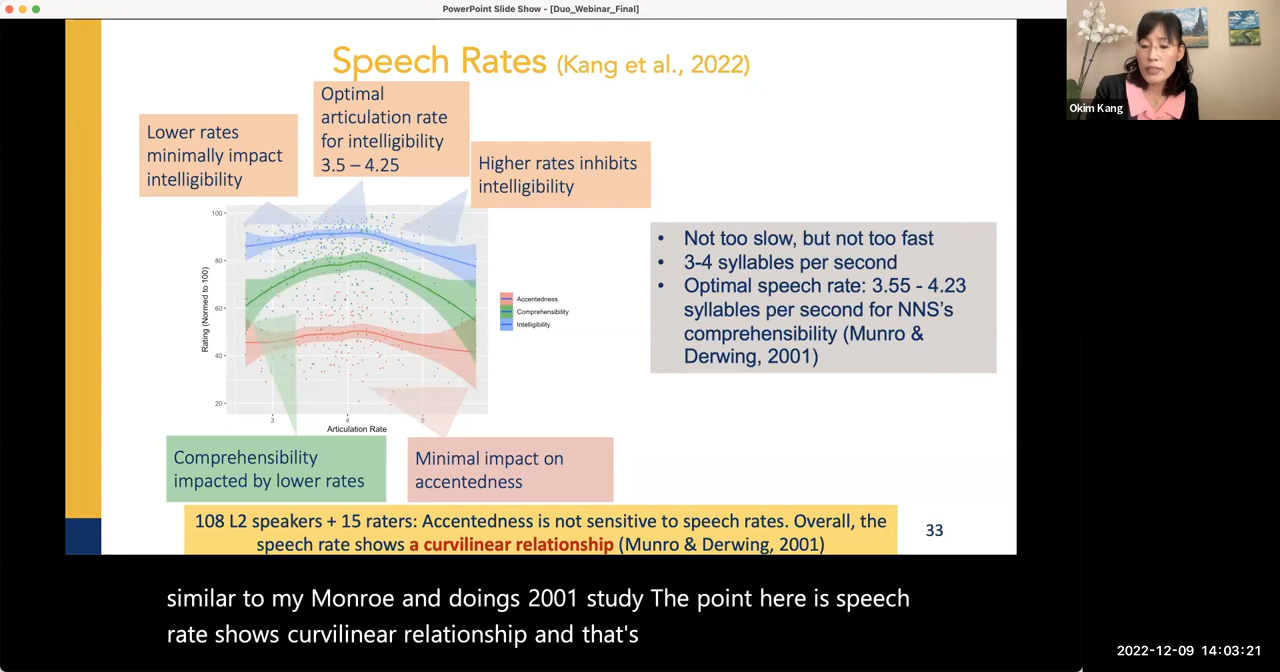 PowerPoint Slide Show - [Duo_Webinar_Final]
Speech Rates (Kang et al., 2022)
Optimal
articulation rate
for intelligibility
3.5 – 4.25
Lower rates
minimally impact
intelligibility
Higher rates inhibits
intelligibility
100
80
60
40
20
Rating (Normed to 100)
3
4
5
Articulation Rate
Accentedness
Comprehensibility
Intelligibility
• Not too slow, but not too fast
• 3-4 syllables per second
• Optimal speech rate: 3.55 - 4.23
syllables per second for NNS's
comprehensibility (Munro &
Derwing, 2001)
Comprehensibility
impacted by lower rates
Minimal impact on
accentedness
108 L2 speakers + 15 raters: Accentedness is not sensitive to speech rates. Overall, the
speech rate shows a curvilinear relationship (Munro & Derwing, 2001)
33
Okim Kang
similar to my Monroe and doings 2001 study The point here is speech
rate shows curvilinear relationship and that's
2022-12-09 14:03:21